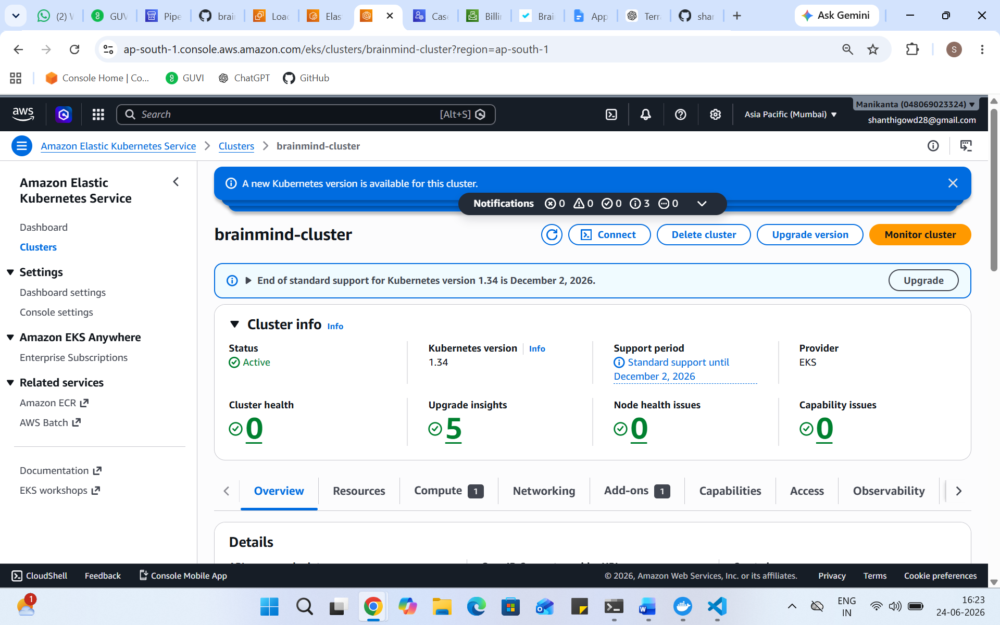 (2)
GUV
Pipe
brai
Loa
Elas
Cas
Billi
Brai
App
Terr
shar
Ask Gemini
ap-south-1.console.aws.amazon.com/eks/clusters/brainmind-cluster?region=ap-south-1
S
Console Home | Co...
GUVI
ChatGPT
GitHub
aws
Search
[Alt+S]
Asia Pacific (Mumbai)
Manikanta (048069023324)
shanthigowd28@gmail.com
Amazon Elastic Kubernetes Service
Clusters
brainmind-cluster
Amazon Elastic
Kubernetes Service
Dashboard
Clusters
Settings
Dashboard settings
Console settings
Amazon EKS Anywhere
Enterprise Subscriptions
Related services
Amazon ECR
AWS Batch
Documentation
EKS workshops
A new Kubernetes version is available for this cluster.
Notifications 0 0 0 3 0
brainmind-cluster
Connect
Delete cluster
Upgrade version
Monitor cluster
End of standard support for Kubernetes version 1.34 is December 2, 2026.
Upgrade
Cluster info Info
Status
Active
Kubernetes version Info
1.34
Support period
Standard support until
December 2, 2026
Provider
EKS
Cluster health
0
Upgrade insights
5
Node health issues
0
Capability issues
0
Overview
Resources
Compute 1
Networking
Add-ons 1
Capabilities
Access
Observability
Details
CloudShell
Feedback
Console Mobile App
© 2026, Amazon Web Services, Inc. or its affiliates.
Privacy
Terms
Cookie preferences
1
ENG
IN
16:23
24-06-2026